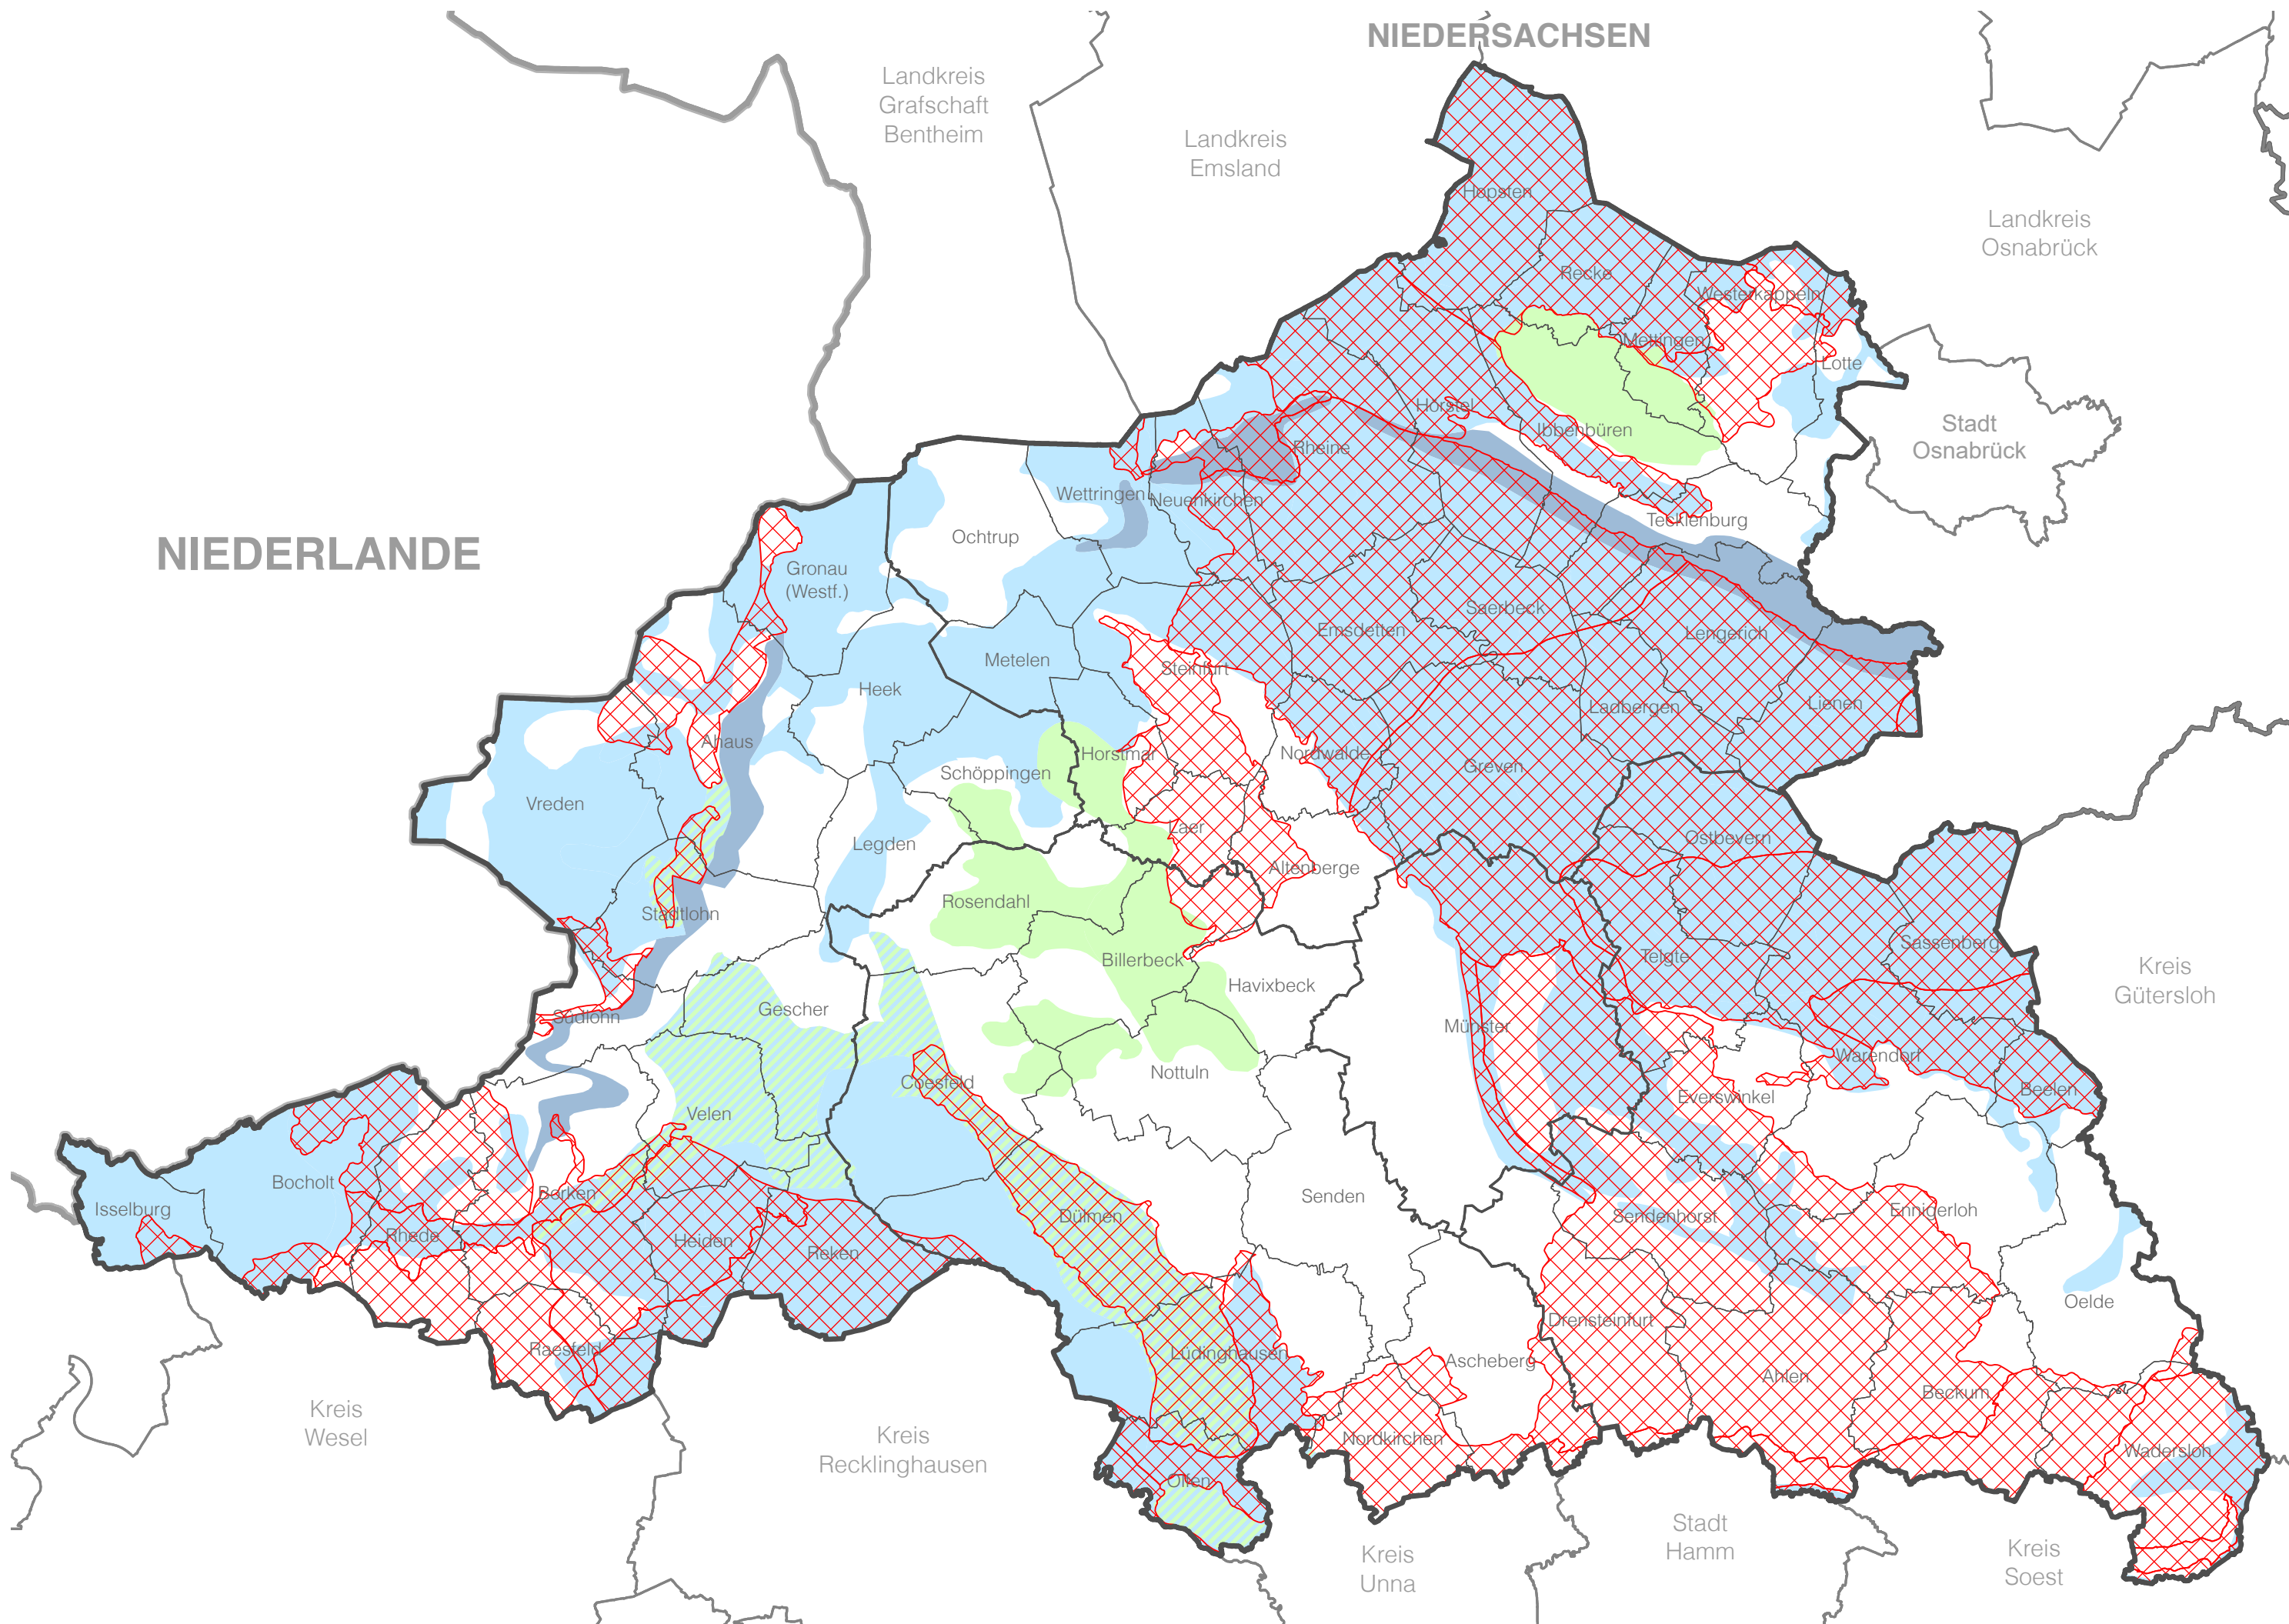 NIEDERSACHSEN
Landkreis
Grafschaft
Bentheim
Landkreis
Emsland
Hopsten
Landkreis
Osnabrück
Recke
Westerkappeln
Mettingen
Lotte
Hörstel
Ibbenbüren
Stadt
Osnabrück
Rheine
Wettringen
Neuenkirchen
Tecklenburg
Ochtrup
NIEDERLANDE
Gronau
(Westf.)
Saerbeck
Emsdetten
Lengerich
Metelen
Steinfurt
Heek
Ladbergen
Lienen
Ahaus
Horstmar
Nordwalde
Greven
Schöppingen
Vreden
Laer
Ostbevern
Legden
Altenberge
Rosendahl
Stadtlohn
Sassenberg
Billerbeck
Telgte
Kreis
Gütersloh
Havixbeck
Gescher
Südlohn
Münster
Warendorf
Nottuln
Coesfeld
Everswinkel
Beelen
Velen
Bocholt
Borken
Senden
Isselburg
Dülmen
Sendenhorst
Ennigerloh
Rhede
Heiden
Reken
Oelde
Drensteinfurt
Raesfeld
Lüdinghausen
Ascheberg
Ahlen
Beckum
Kreis
Wesel
Kreis
Recklinghausen
Nordkirchen
Wadersloh
Olfen
Stadt
Hamm
Kreis
Unna
Kreis
Soest